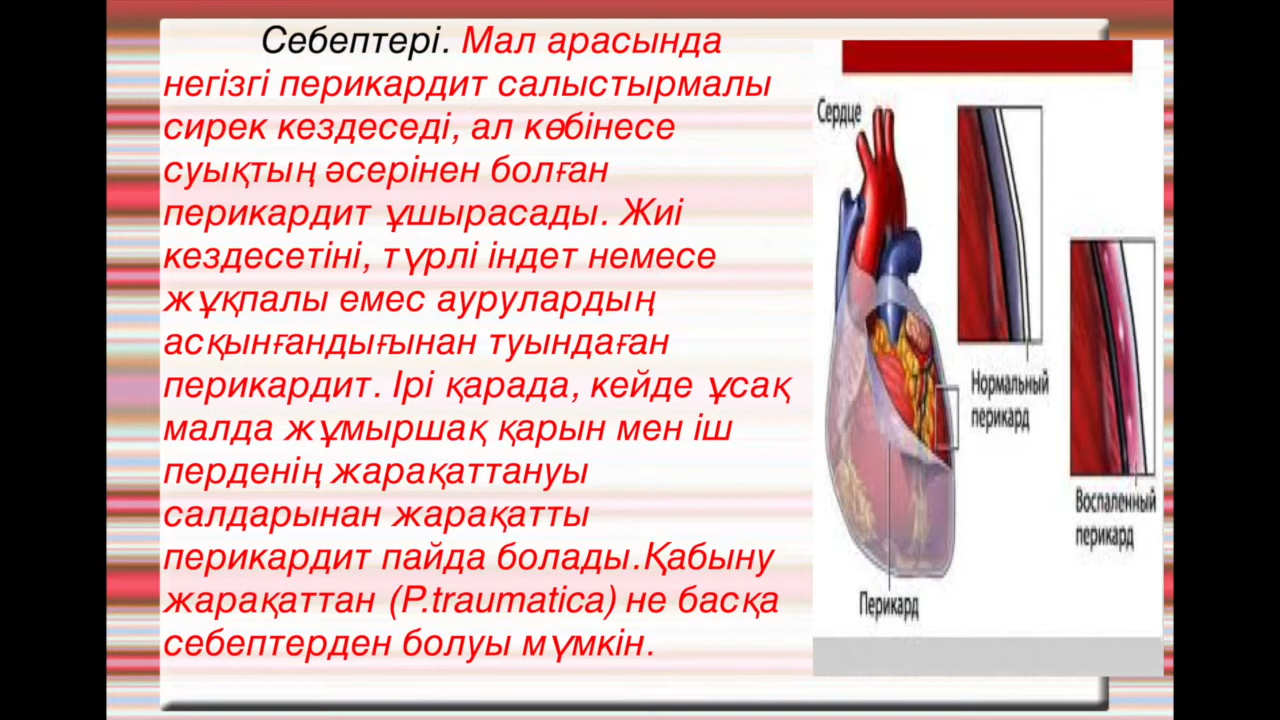 Себептері. Мал арасында
негізгі перикардит салыстырмалы
сирек кездеседі, ал көбінесе
суықтың әсерінен болған
перикардит ұшырасады. Жиі
кездесетіні, түрлі індет немесе
жұқпалы емес аурулардың
асқынғандығынан туындаған
перикардит. Ірі қарада, кейде ұсақ
малда жұмыршақ қарын мен іш
перденің жарақаттануы
салдарынан жарақатты
перикардит пайда болады.Қабыну
жарақаттан (P.traumatica) не басқа
себептерден болуы мүмкін.
Сердце
Нормальный
перикард
Воспаленный
перикард
Перикард